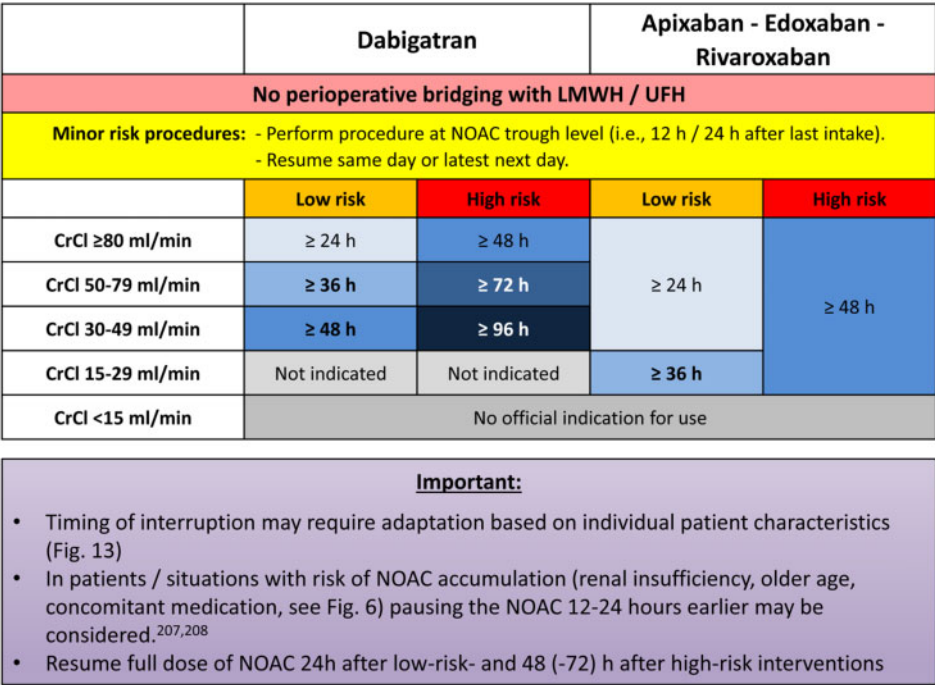 Dabigatran
Apixaban - Edoxaban -
Rivaroxaban
No perioperative bridging with LMWH / UFH
Minor risk procedures: - Perform procedure at NOAC trough level (i.e., 12 h / 24 h after last intake).
- Resume same day or latest next day.
Low risk High risk Low risk High risk
CrCl ≥80 ml/min ≥ 24 h ≥ 48 h
CrCl 50-79 ml/min ≥ 36 h ≥ 72 h ≥ 24 h
≥ 48 h
CrCl 30-49 ml/min ≥ 48 h ≥ 96 h
CrCl 15-29 ml/min Not indicated Not indicated ≥ 36 h
CrCl <15 ml/min No official indication for use
Important:
• Timing of interruption may require adaptation based on individual patient characteristics
(Fig. 13)
• In patients / situations with risk of NOAC accumulation (renal insufficiency, older age,
concomitant medication, see Fig. 6) pausing the NOAC 12-24 hours earlier may be
considered.207,208
• Resume full dose of NOAC 24h after low-risk- and 48 (-72) h after high-risk interventions